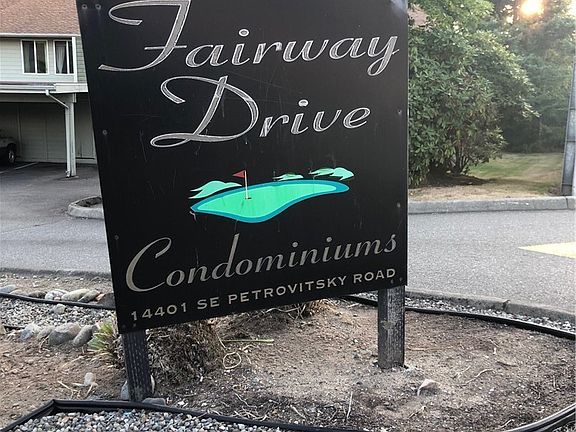 Fairway
Drive
Condominiums
14401 SE PETROVITSKY ROAD